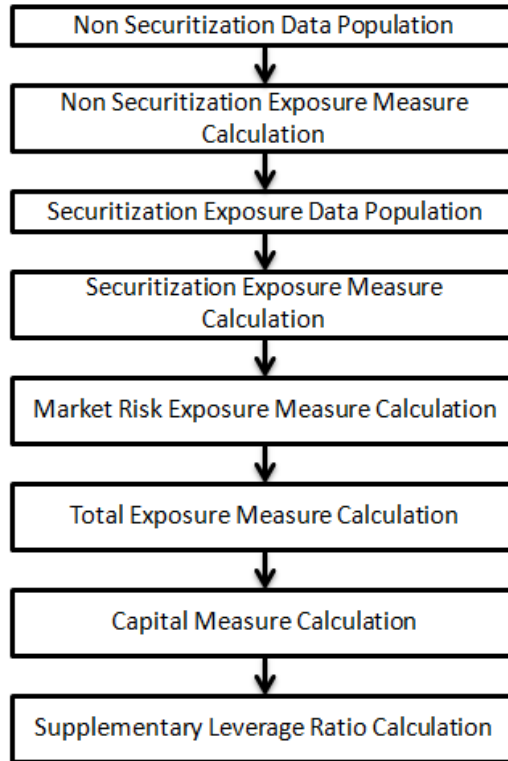 Non Securitization Data Population
Non Securitization Exposure Measure
Calculation
Securitization Exposure Data Population
Securitization Exposure Measure
Calculation
Market Risk Exposure Measure Calculation
Total Exposure Measure Calculation
Capital Measure Calculation
Supplementary Leverage Ratio Calculation